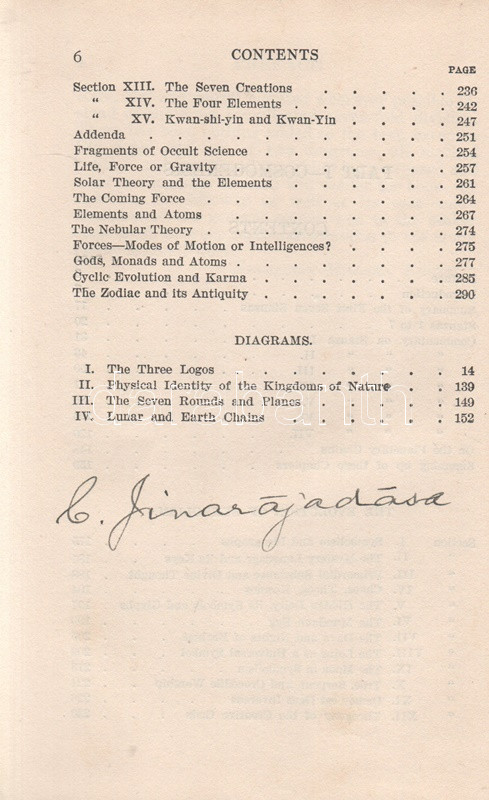 6 CONTENTS
PAGE
Section XIII. The Seven Creations . . . . . 236
“ XIV. The Four Elements . . . . . . 242
“ XV. Kwan-shi-yin and Kwan-Yin . . . . 247
Addenda . . . . . . . . . . 251
Fragments of Occult Science . . . . . . 254
Life, Force or Gravity . . . . . . . 257
Solar Theory and the Elements . . . . . . 261
The Coming Force . . . . . . . . 264
Elements and Atoms . . . . . . . . 267
The Nebular Theory . . . . . . . . 274
Forces—Modes of Motion or Intelligences? . . . . 275
Gods, Monads and Atoms . . . . . . . 277
Cyclic Evolution and Karma . . . . . . 285
The Zodiac and its Antiquity . . . . . . 290
DIAGRAMS.
I. The Three Logos . . . . . . . 14
II. Physical Identity of the Kingdoms of Nature . . 139
III. The Seven Rounds and Planes . . . . . 149
IV. Lunar and Earth Chains . . . . . . 152
darabanth
C. Jinarājadāsa